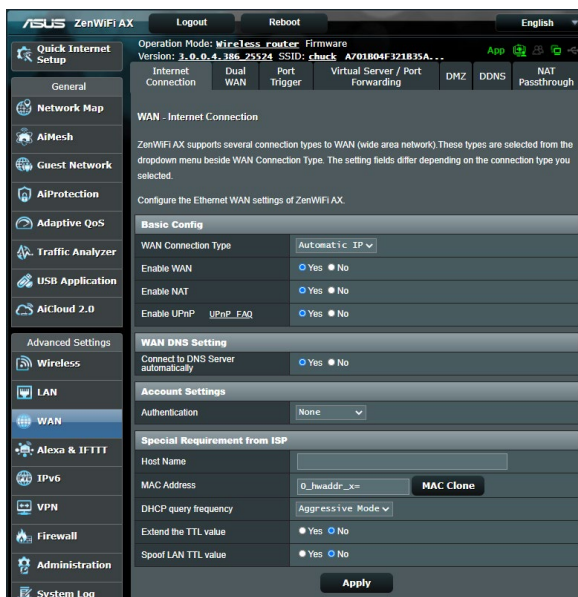 ASUS ZenWiFi AX
Logout
Reboot
English
Quick Internet
Setup
Operation Mode: Wireless router Firmware
Version: 3.0.0.4.386_25524 SSID: chuck A701B04F321B35A...
App
Internet
Connection
Dual
WAN
Port
Trigger
Virtual Server / Port
Forwarding
DMZ
DDNS
NAT
Passthrough
General
Network Map
AiMesh
Guest Network
AiProtection
Adaptive QoS
Traffic Analyzer
USB Application
AiCloud 2.0
Advanced Settings
Wireless
LAN
WAN
Alexa & IFTTT
IPv6
VPN
Firewall
Administration
System Log
WAN - Internet Connection
ZenWiFi AX supports several connection types to WAN (wide area network).These types are selected from the
dropdown menu beside WAN Connection Type. The setting fields differ depending on the connection type you
selected.
Configure the Ethernet WAN settings of ZenWiFi AX.
Basic Config
WAN Connection Type
Automatic IP
Enable WAN
Yes No
Enable NAT
Yes No
Enable UPnP UPnP FAQ
Yes No
WAN DNS Setting
Connect to DNS Server
automatically
Yes No
Account Settings
Authentication
None
Special Requirement from ISP
Host Name
MAC Address
0_hwaddr_x=
MAC Clone
DHCP query frequency
Aggressive Mode
Extend the TTL value
Yes No
Spoof LAN TTL value
Yes No
Apply